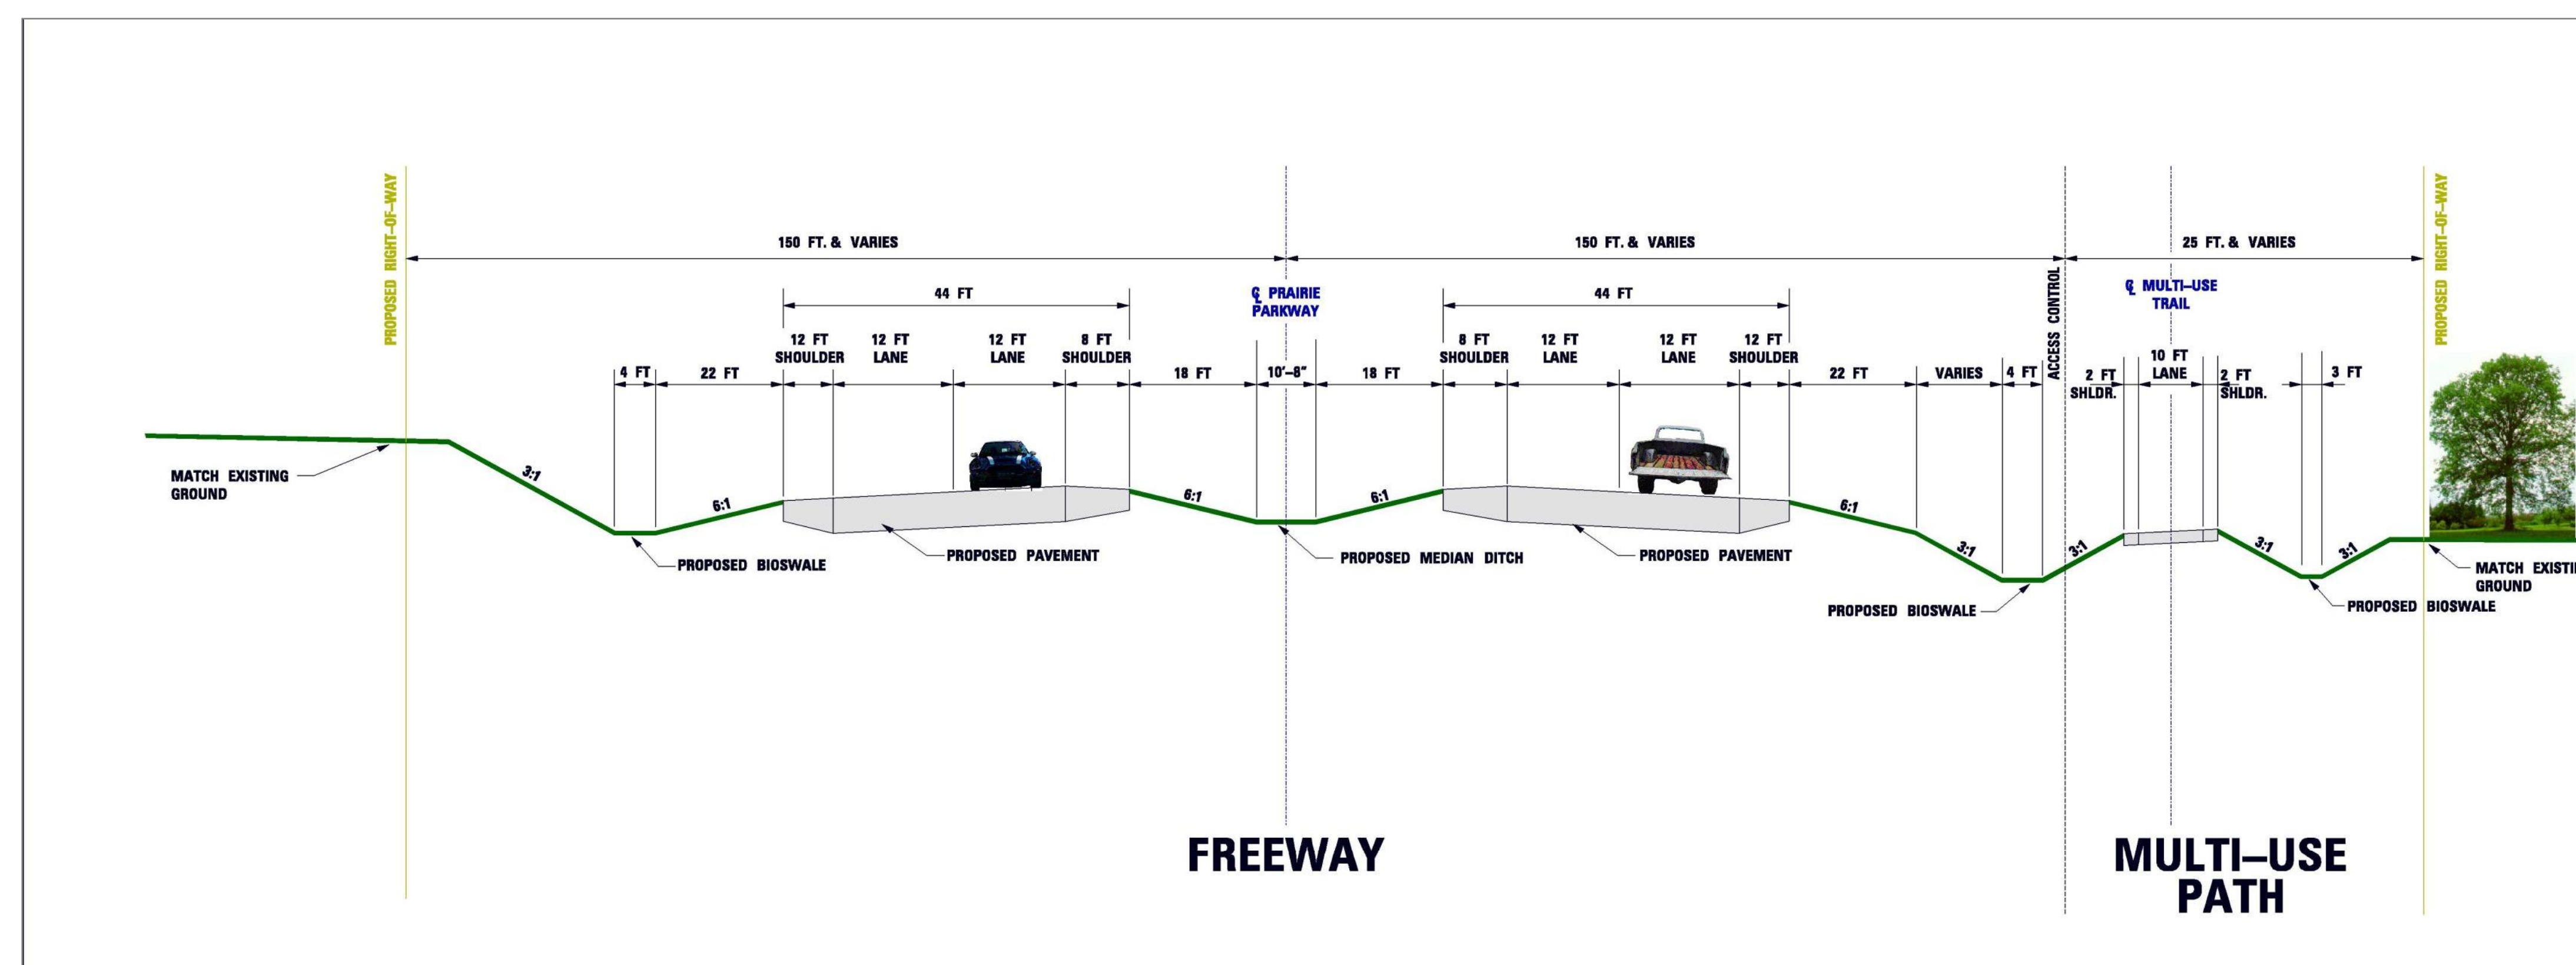 PROPOSED RIGHT-OF-WAY
150 FT. & VARIES
150 FT. & VARIES
25 FT. & VARIES
PROPOSED RIGHT-OF-WAY
44 FT
℄ PRAIRIE
PARKWAY
44 FT
ACCESS CONTROL
℄ MULTI-USE
TRAIL
12 FT
SHOULDER
12 FT
LANE
12 FT
LANE
8 FT
SHOULDER
8 FT
SHOULDER
12 FT
LANE
12 FT
LANE
12 FT
SHOULDER
4 FT
22 FT
18 FT
10'-8"
18 FT
22 FT
VARIES
4 FT
2 FT
SHLDR.
10 FT
LANE
2 FT
SHLDR.
3 FT
MATCH EXISTING
GROUND
3:1
6:1
6:1
6:1
6:1
3:1
3:1
3:1
3:1
PROPOSED BIOSWALE
PROPOSED PAVEMENT
PROPOSED MEDIAN DITCH
PROPOSED PAVEMENT
PROPOSED BIOSWALE
MATCH EXISTI
GROUND
PROPOSED BIOSWALE
FREEWAY
MULTI-USE
PATH